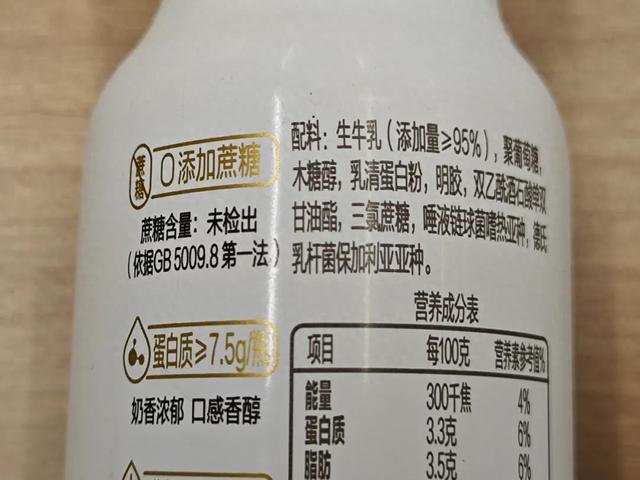 蔗糖
0添加蔗糖
蔗糖含量：未检出
（依据GB 5009.8 第一法）
蛋白质≥7.5g/瓶
奶香浓郁 口感香醇
配料：生牛乳（添加量≥95%），聚葡萄糖，
木糖醇，乳清蛋白粉，明胶，双乙酰酒石酸单双
甘油酯，三氯蔗糖，唾液链球菌嗜热亚种，德氏
乳杆菌保加利亚亚种。
营养成分表
项目 每100克 营养素参考值%
能量 300千焦 4%
蛋白质 3.3克 6%
脂肪 3.5克 6%